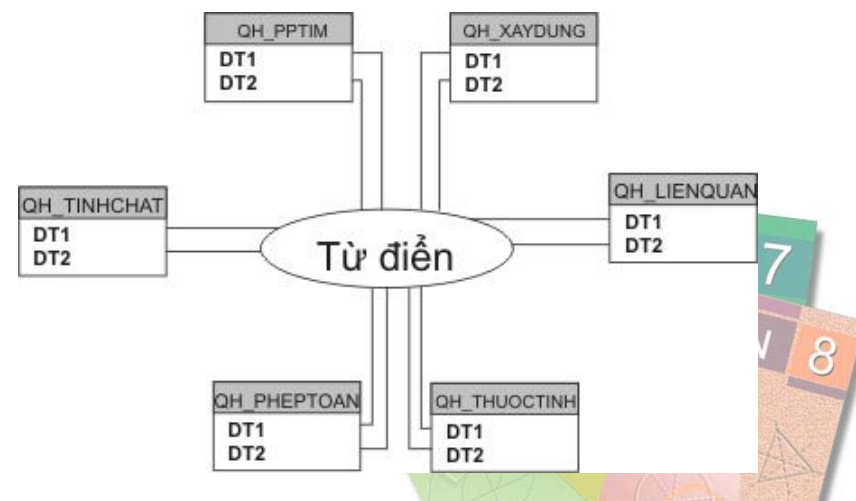 QH_PPTIM
DT1
DT2
QH_XAYDUNG
DT1
DT2
QH_TINHCHAT
DT1
DT2
QH_LIENQUAN
DT1
DT2
Từ điển
QH_PHEPTOAN
DT1
DT2
QH_THUOCTINH
DT1
DT2
7
N 8